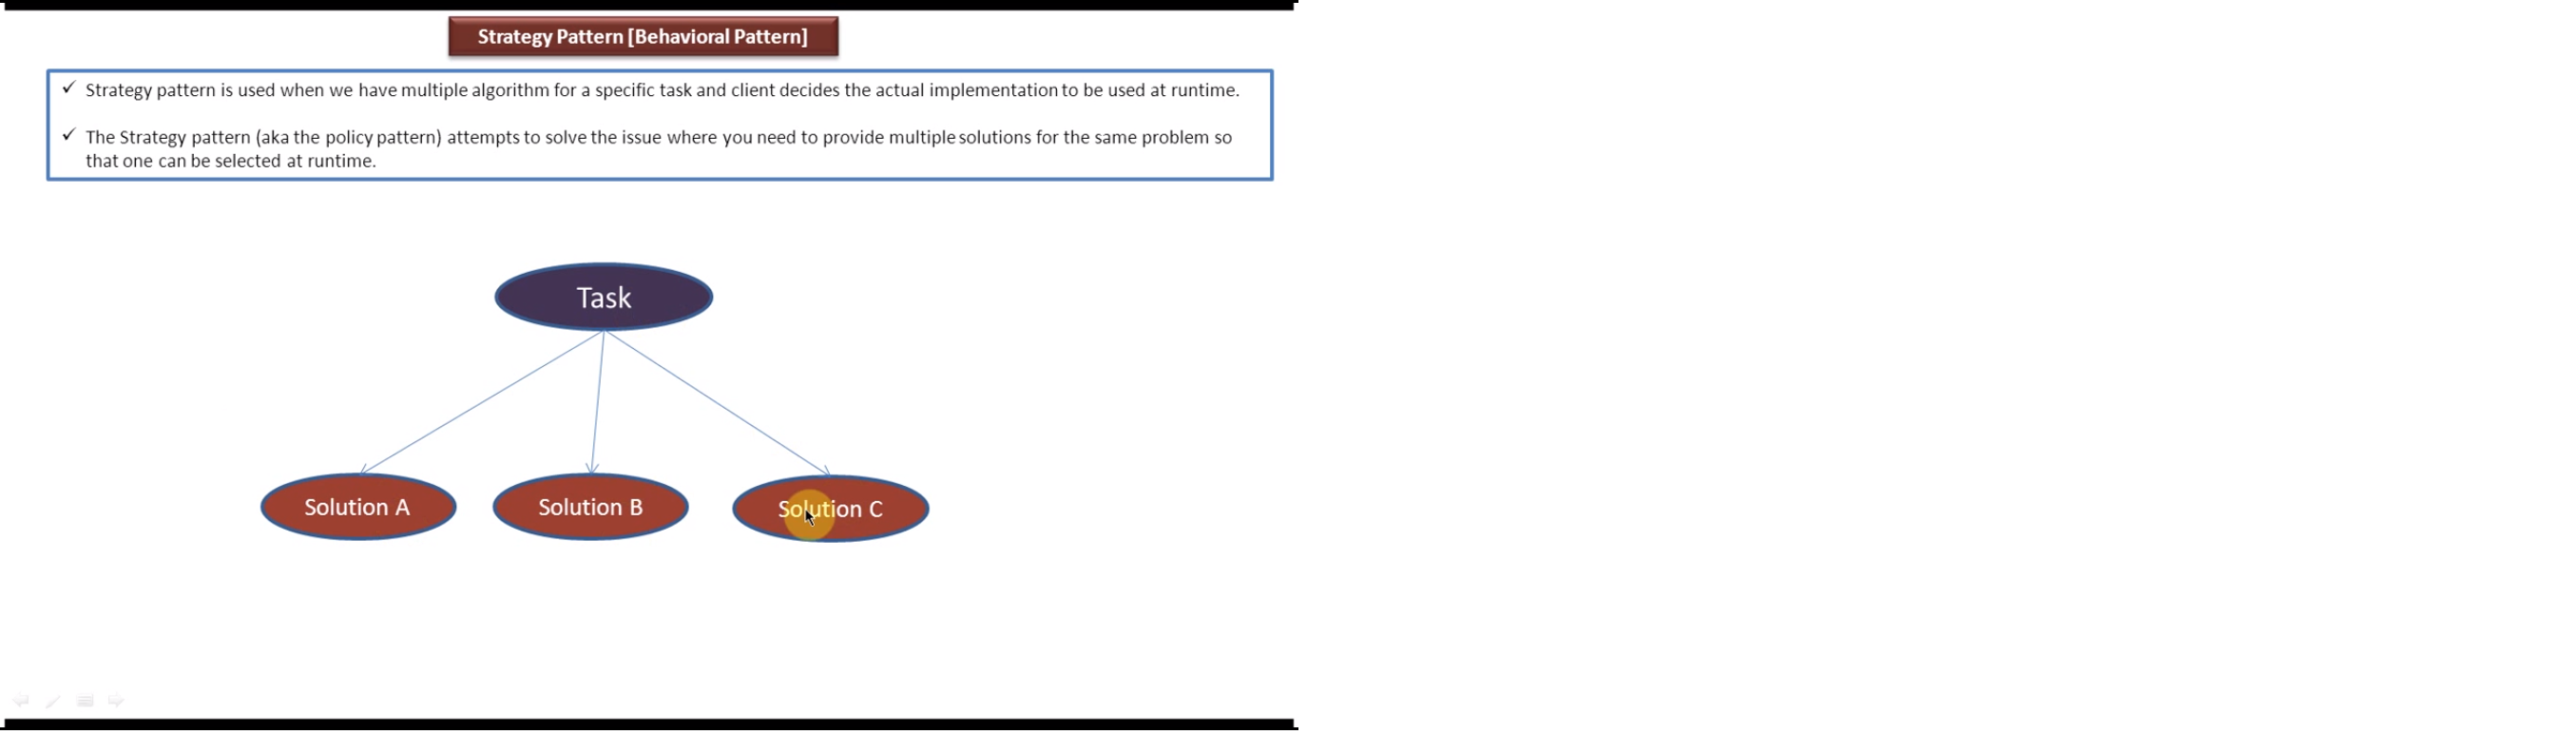 Strategy Pattern [Behavioral Pattern]
✓ Strategy pattern is used when we have multiple algorithm for a specific task and client decides the actual implementation to be used at runtime.
✓ The Strategy pattern (aka the policy pattern) attempts to solve the issue where you need to provide multiple solutions for the same problem so
that one can be selected at runtime.
Task
Solution A
Solution B
Solution C